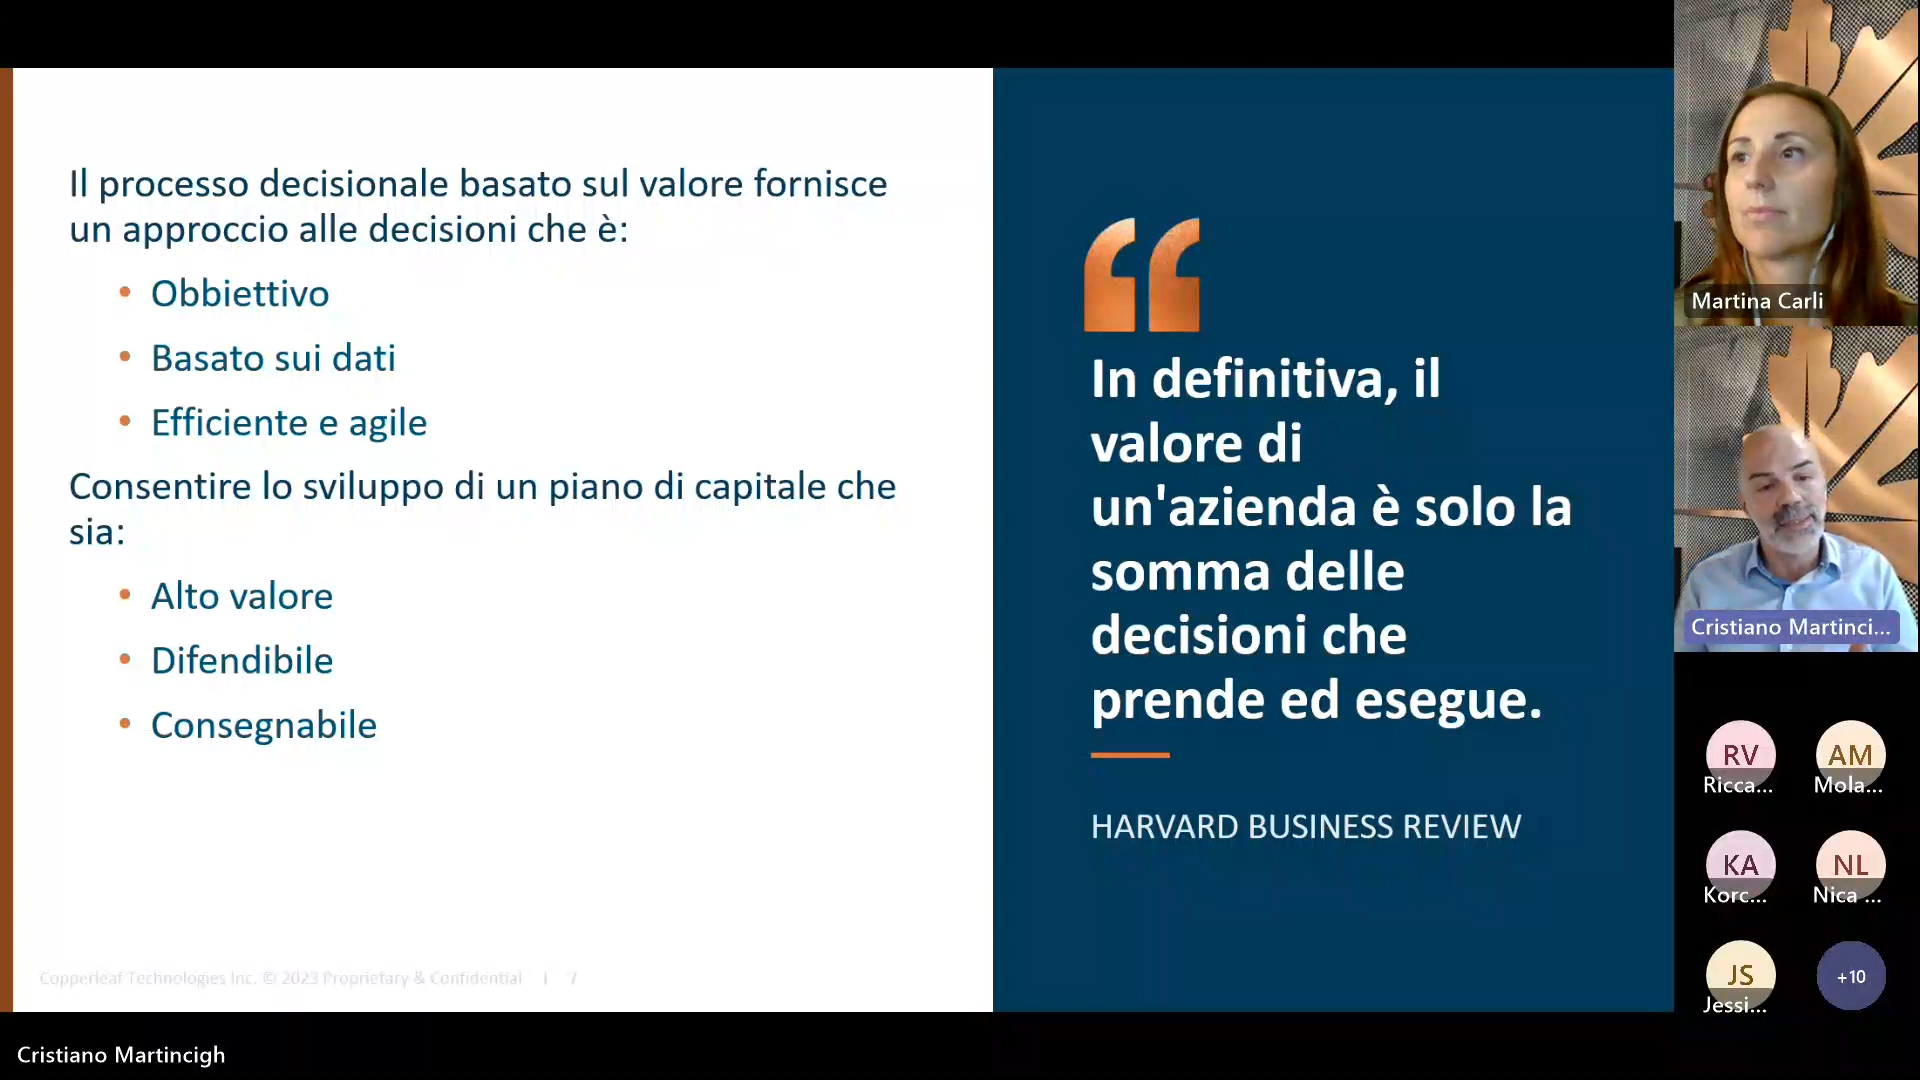 Il processo decisionale basato sul valore fornisce
un approccio alle decisioni che è:
• Obbiettivo
• Basato sui dati
• Efficiente e agile
Consentire lo sviluppo di un piano di capitale che
sia:
• Alto valore
• Difendibile
• Consegnabile
Copperleaf Technologies Inc. © 2023 Proprietary & Confidential | 7
“
In definitiva, il
valore di
un'azienda è solo la
somma delle
decisioni che
prende ed esegue.
HARVARD BUSINESS REVIEW
Martina Carli
Cristiano Martinci...
RV
Ricca...
AM
Mola...
KA
Korc...
NL
Nica ...
JS
Jessi...
+10
Cristiano Martincigh